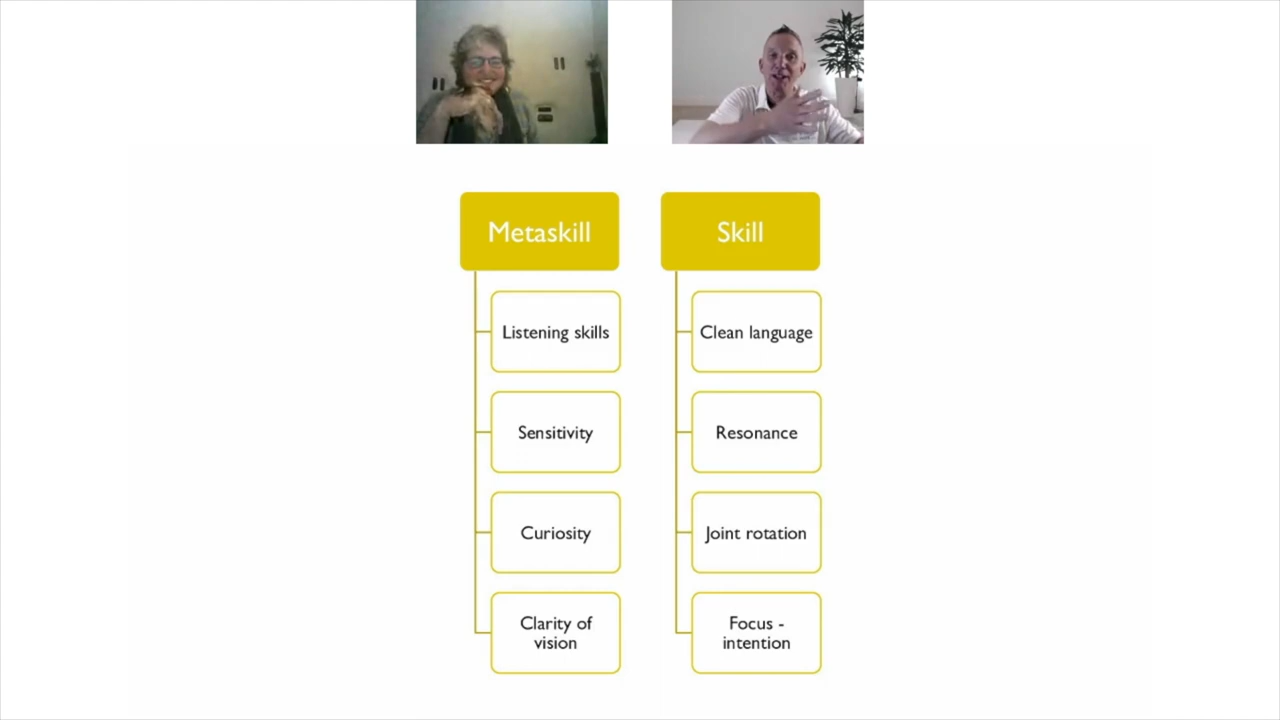 Metaskill
Listening skills
Sensitivity
Curiosity
Clarity of
vision
Skill
Clean language
Resonance
Joint rotation
Focus -
intention